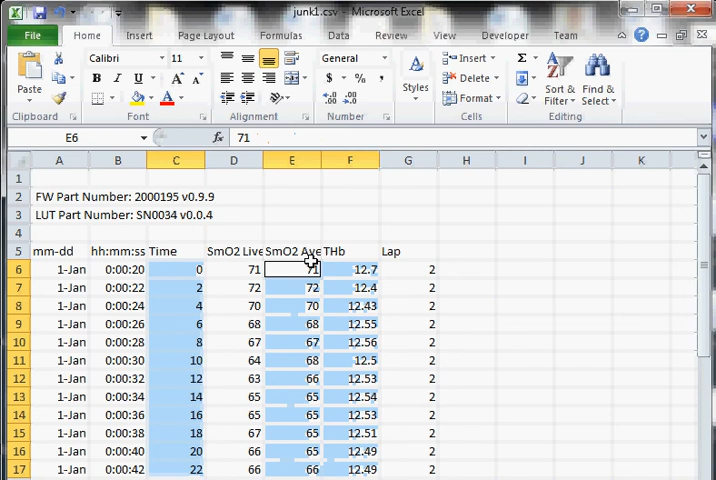 junk1.csv - Microsoft Excel
File Home Insert Page Layout Formulas Data Review View Developer Team
Calibri 11 General Insert Σ
Paste B I U A A $ % , Delete Styles Sort & Filter Find & Select
A .00 .0 Format
Clipboard Font Alignment Number Cells Editing
E6 fx 71
A B C D E F G H I J K
1
2 FW Part Number: 2000195 v0.9.9
3 LUT Part Number: SN0034 v0.0.4
4
5 mm-dd hh:mm:ss Time SmO2 Live SmO2 Ave THb Lap
6 1-Jan 0:00:20 0 71 71 12.7 2
7 1-Jan 0:00:22 2 72 72 12.4 2
8 1-Jan 0:00:24 4 70 70 12.43 2
9 1-Jan 0:00:26 6 68 68 12.55 2
10 1-Jan 0:00:28 8 67 67 12.56 2
11 1-Jan 0:00:30 10 64 68 12.5 2
12 1-Jan 0:00:32 12 63 66 12.53 2
13 1-Jan 0:00:34 14 65 65 12.54 2
14 1-Jan 0:00:36 16 65 65 12.53 2
15 1-Jan 0:00:38 18 67 65 12.51 2
16 1-Jan 0:00:40 20 66 65 12.49 2
17 1-Jan 0:00:42 22 66 66 12.49 2